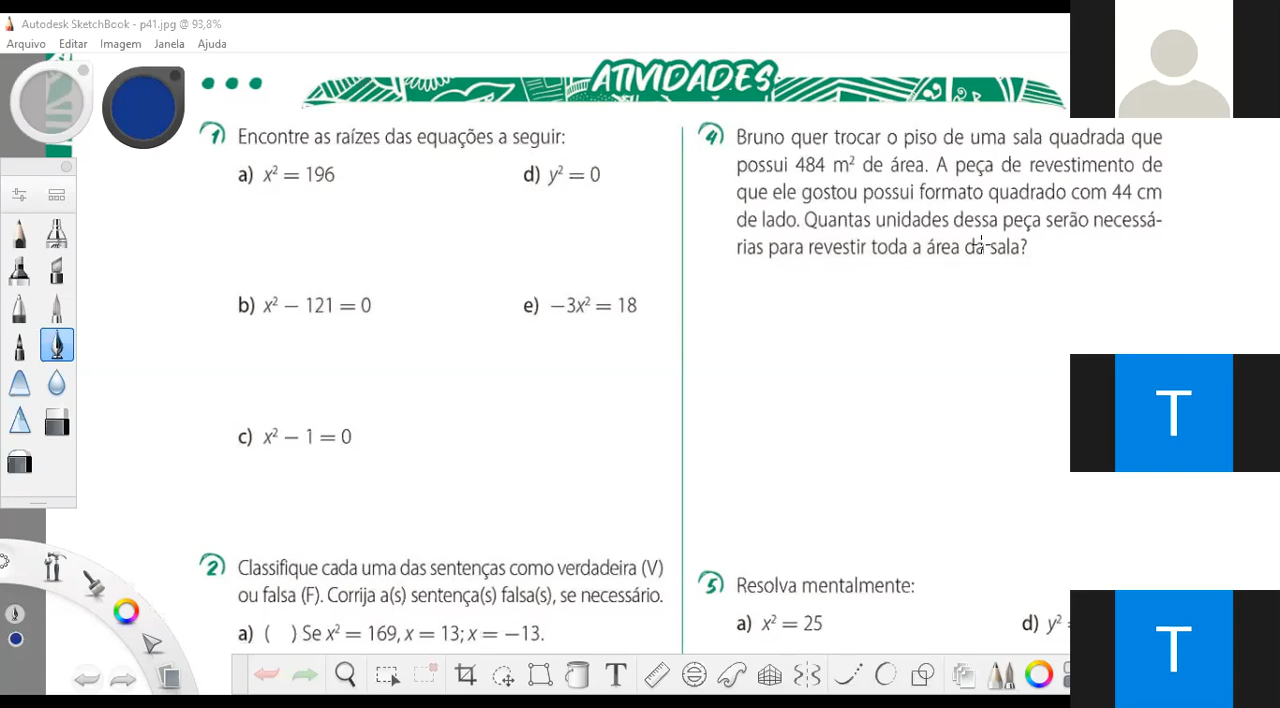 Autodesk SketchBook - p41.jpg @ 93,8%
Arquivo Editar Imagem Janela Ajuda
ATIVIDADES
1 Encontre as raízes das equações a seguir:
a) x² = 196
d) y² = 0
b) x² − 121 = 0
e) −3x² = 18
c) x² − 1 = 0
2 Classifique cada uma das sentenças como verdadeira (V)
ou falsa (F). Corrija a(s) sentença(s) falsa(s), se necessário.
a) ( ) Se x² = 169, x = 13; x = −13.
4 Bruno quer trocar o piso de uma sala quadrada que
possui 484 m² de área. A peça de revestimento de
que ele gostou possui formato quadrado com 44 cm
de lado. Quantas unidades dessa peça serão necessá-
rias para revestir toda a área da sala?
5 Resolva mentalmente:
a) x² = 25
d) y² =
T
T